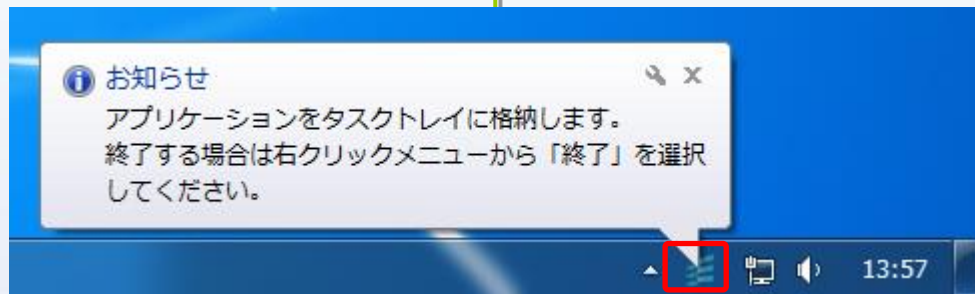 お知らせ
アプリケーションをタスクトレイに格納します。
終了する場合は右クリックメニューから「終了」を選択
してください。
13:57